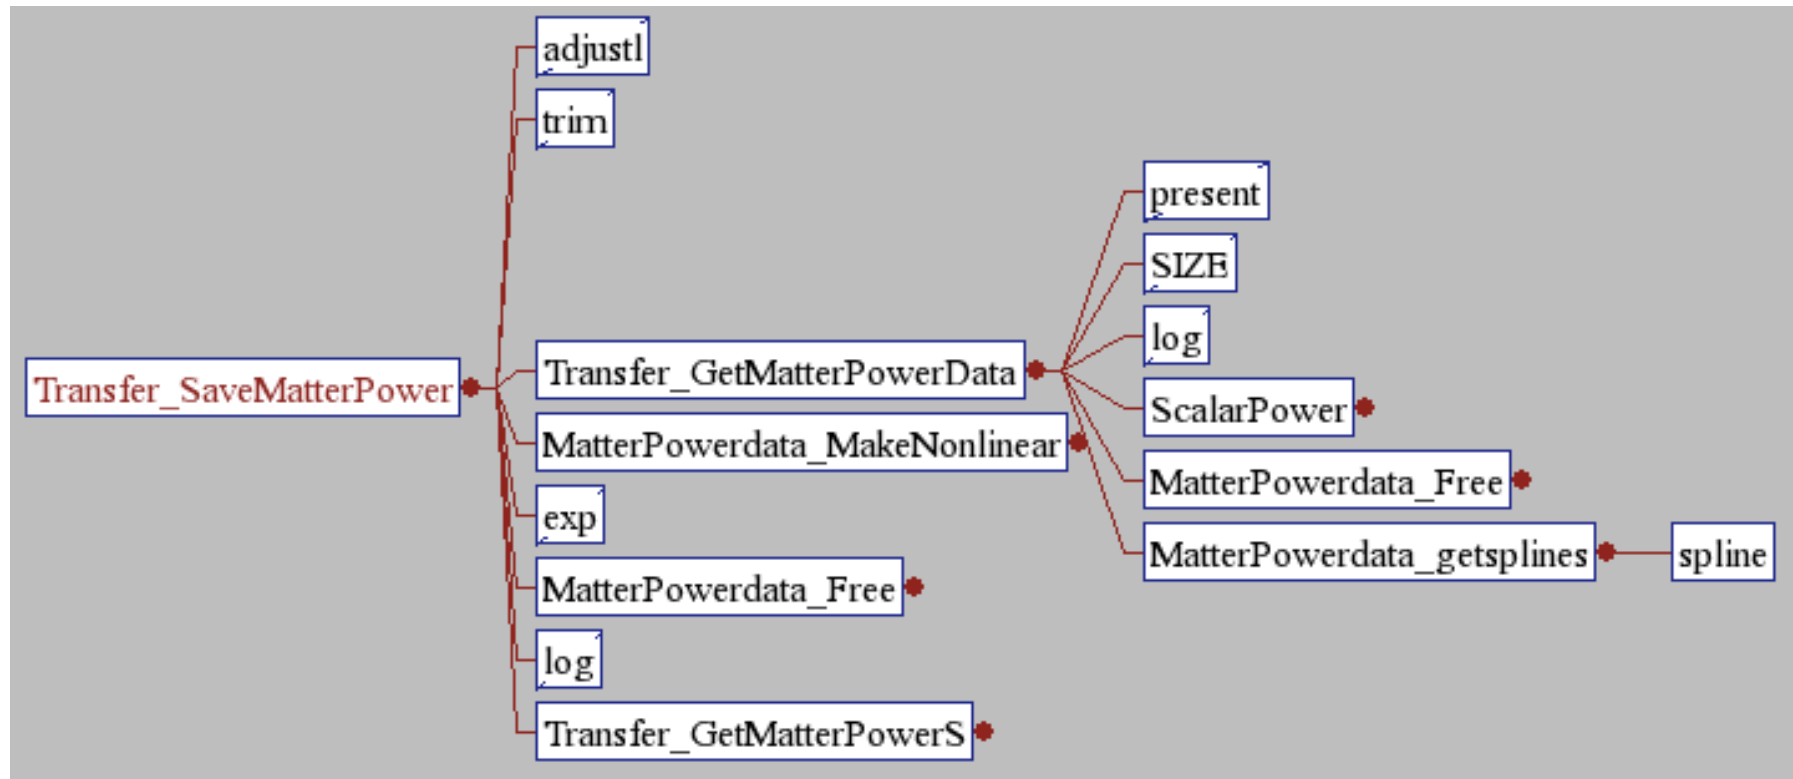 adjustl
trim
present
SIZE
log
Transfer_SaveMatterPower
Transfer_GetMatterPowerData
ScalarPower
MatterPowerdata_MakeNonlinear
MatterPowerdata_Free
exp
MatterPowerdata_getsplines
spline
MatterPowerdata_Free
log
Transfer_GetMatterPowerS